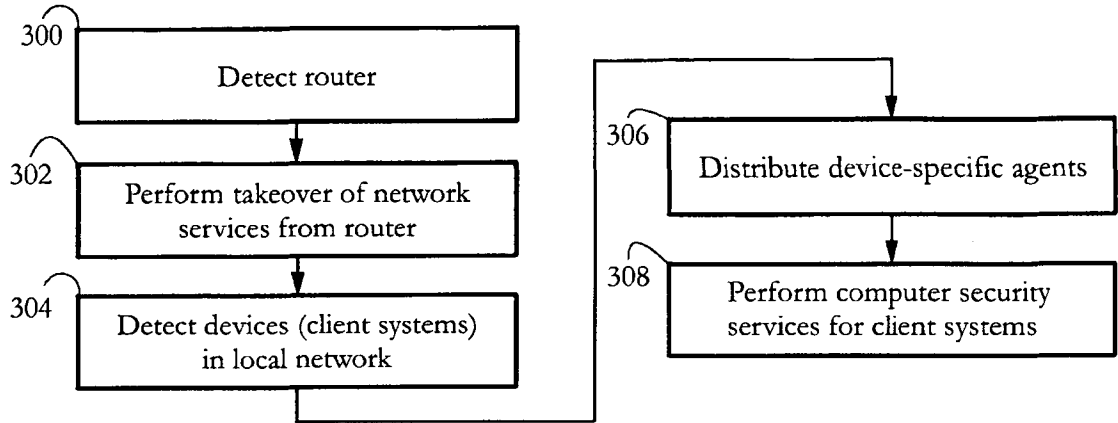 300
Detect router
302
Perform takeover of network
services from router
304
Detect devices (client systems)
in local network
306
Distribute device-specific agents
308
Perform computer security
services for client systems